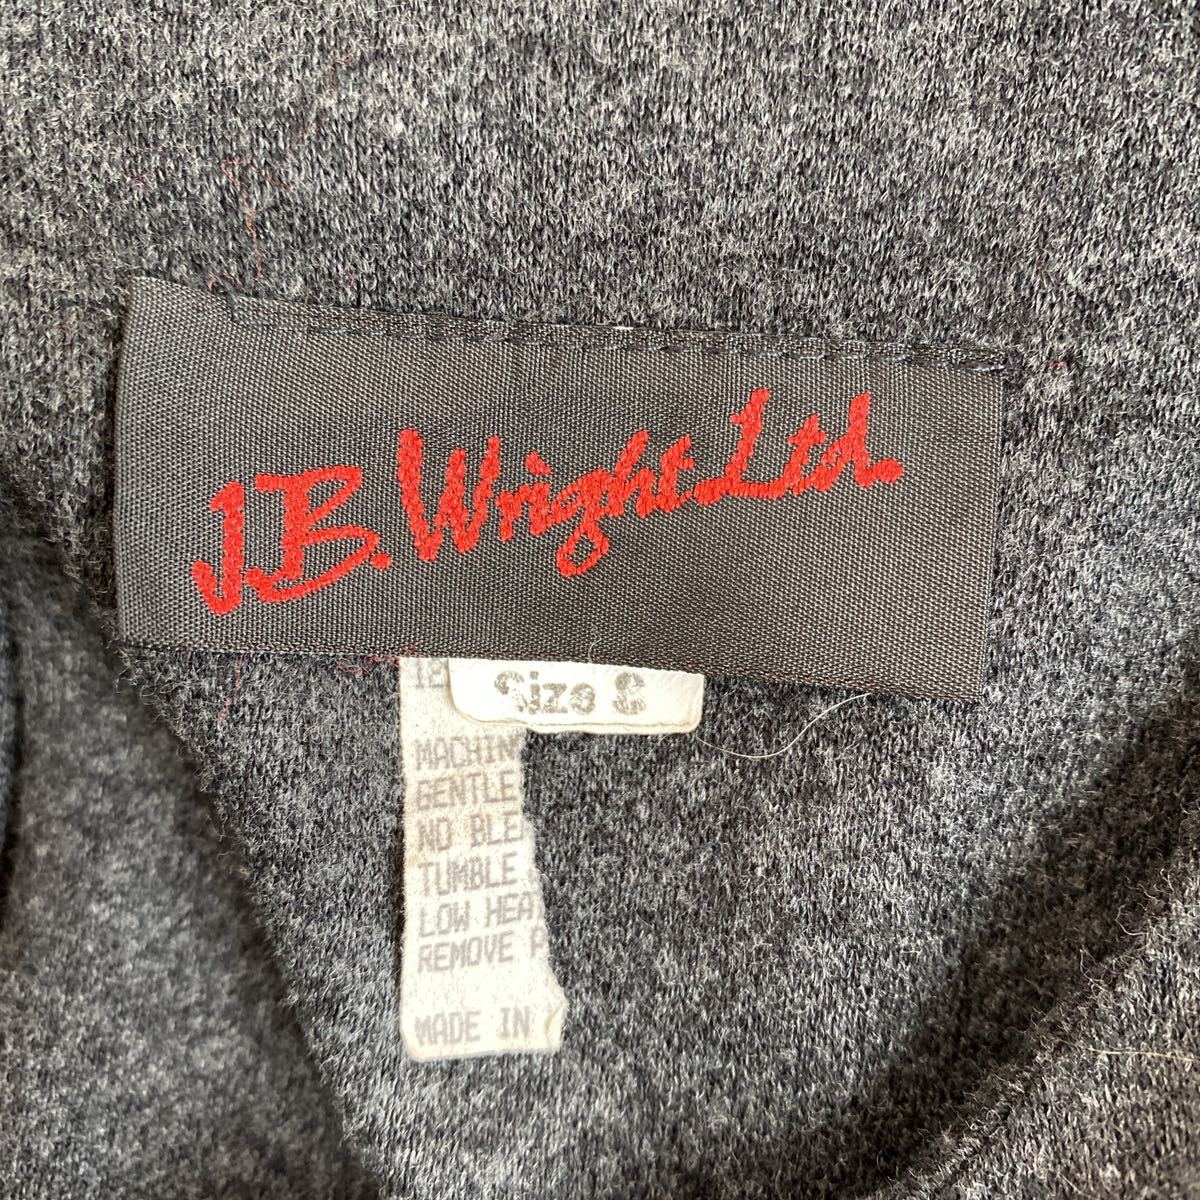 J.B. Wright Ltd.
Size S
MACHIN
GENTLE
NO BLE
TUMBLE
LOW HEA
REMOVE P
MADE IN